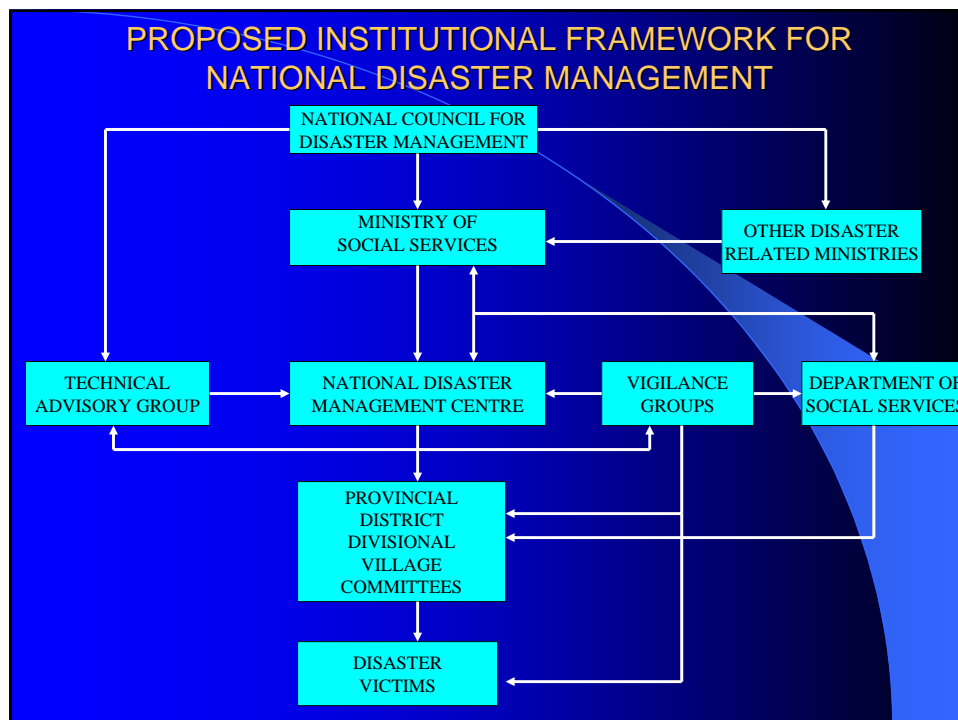 PROPOSED INSTITUTIONAL FRAMEWORK FOR
NATIONAL DISASTER MANAGEMENT
NATIONAL COUNCIL FOR
DISASTER MANAGEMENT
MINISTRY OF
SOCIAL SERVICES
OTHER DISASTER
RELATED MINISTRIES
TECHNICAL
ADVISORY GROUP
NATIONAL DISASTER
MANAGEMENT CENTRE
VIGILANCE
GROUPS
DEPARTMENT OF
SOCIAL SERVICES
PROVINCIAL
DISTRICT
DIVISIONAL
VILLAGE
COMMITTEES
DISASTER
VICTIMS